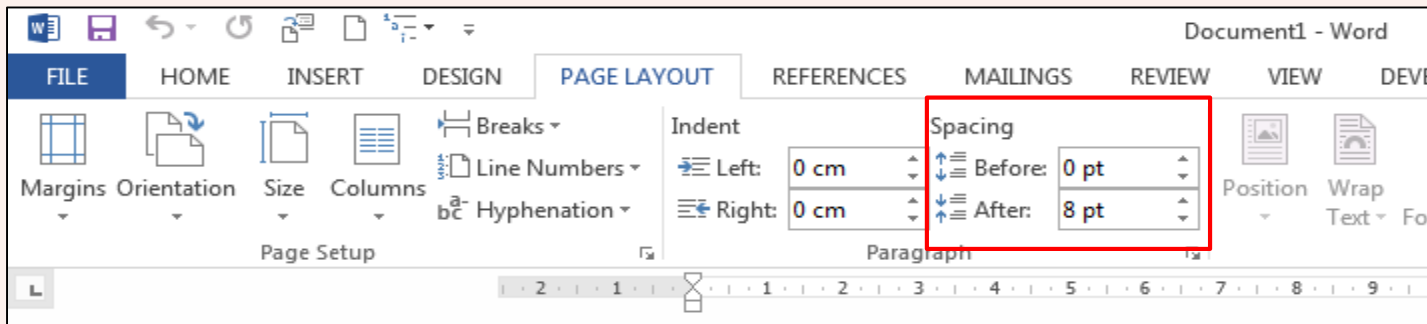 Document1 - Word
FILE HOME INSERT DESIGN PAGE LAYOUT REFERENCES MAILINGS REVIEW VIEW DEVE
Breaks Indent Spacing
Line Numbers Left: 0 cm Before: 0 pt
Margins Orientation Size Columns Position Wrap
Hyphenation Right: 0 cm After: 8 pt Text Fo
Page Setup Paragraph
2 1 1 2 3 4 5 6 7 8 9